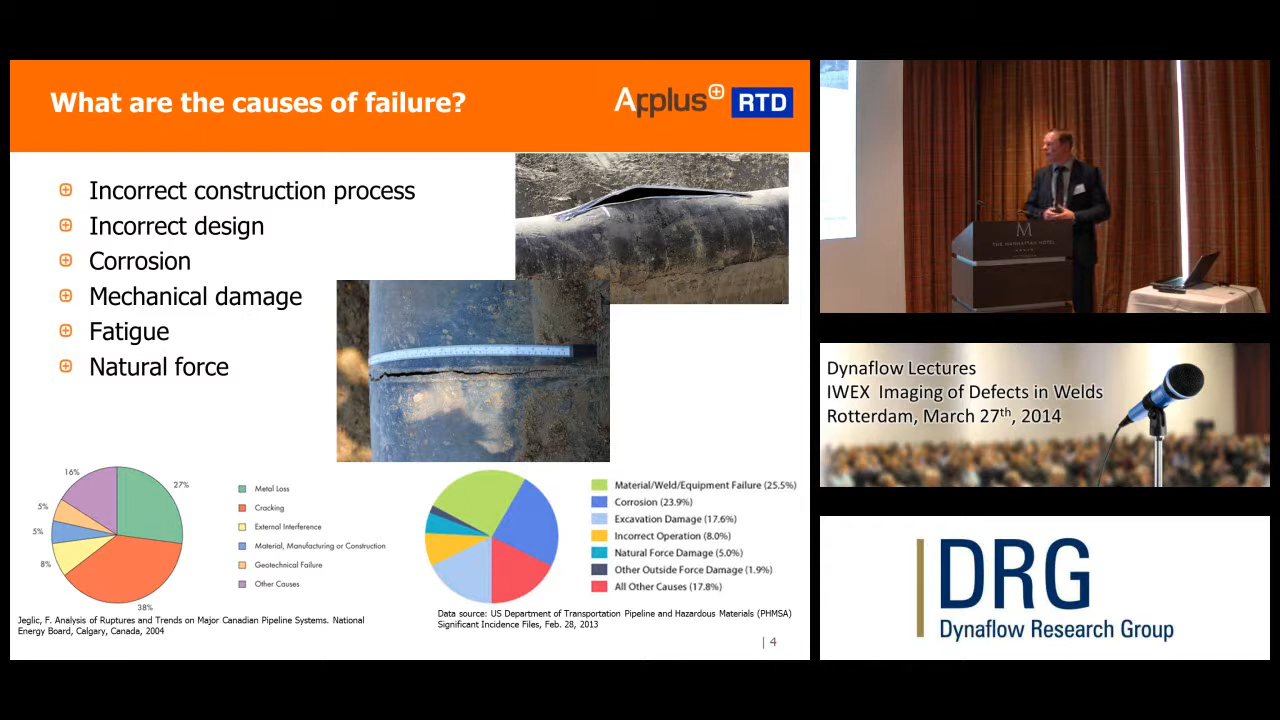 What are the causes of failure?
Applus+
RTD
Incorrect construction process
Incorrect design
Corrosion
Mechanical damage
Fatigue
Natural force
16%
27%
5%
5%
8%
38%
Metal Loss
Cracking
External Interference
Material, Manufacturing or Construction
Geotechnical Failure
Other Causes
Jeglic, F. Analysis of Ruptures and Trends on Major Canadian Pipeline Systems. National
Energy Board, Calgary, Canada, 2004
Material/Weld/Equipment Failure (25.5%)
Corrosion (23.9%)
Excavation Damage (17.6%)
Incorrect Operation (8.0%)
Natural Force Damage (5.0%)
Other Outside Force Damage (1.9%)
All Other Causes (17.8%)
Data source: US Department of Transportation Pipeline and Hazardous Materials (PHMSA)
Significant Incidence Files, Feb. 28, 2013
| 4
M
THE MANHATTAN HOTEL
Dynaflow Lectures
IWEX Imaging of Defects in Welds
Rotterdam, March 27th, 2014
DRG
Dynaflow Research Group